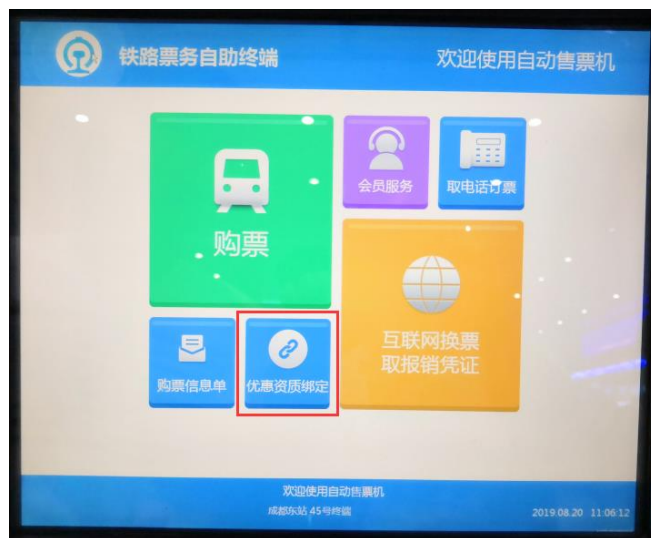 铁路票务自助终端
欢迎使用自动售票机
会员服务
取电话订票
购票
互联网换票
取报销凭证
购票信息单
优惠资质绑定
欢迎使用自动售票机
成都东站 45号终端
2019.08.20 11:06:12